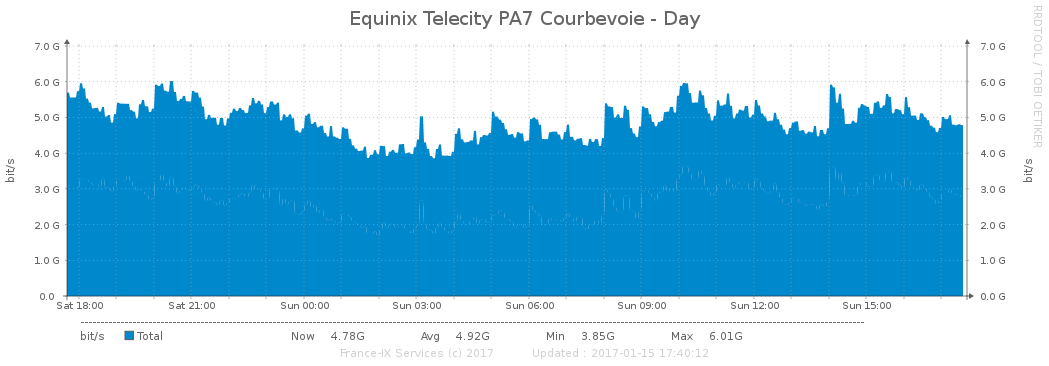 Equinix Telecity PA7 Courbevoie - Day
RRDTOOL / TOBI OETIKER
bit/s
7.0 G
6.0 G
5.0 G
4.0 G
3.0 G
2.0 G
1.0 G
0.0
7.0 G
6.0 G
5.0 G
4.0 G
3.0 G
2.0 G
1.0 G
0.0 G
bit/s
Sat 18:00 Sat 21:00 Sun 00:00 Sun 03:00 Sun 06:00 Sun 09:00 Sun 12:00 Sun 15:00
bit/s Total Now 4.78G Avg 4.92G Min 3.85G Max 6.01G
France-IX Services (c) 2017 Updated : 2017-01-15 17:40:12